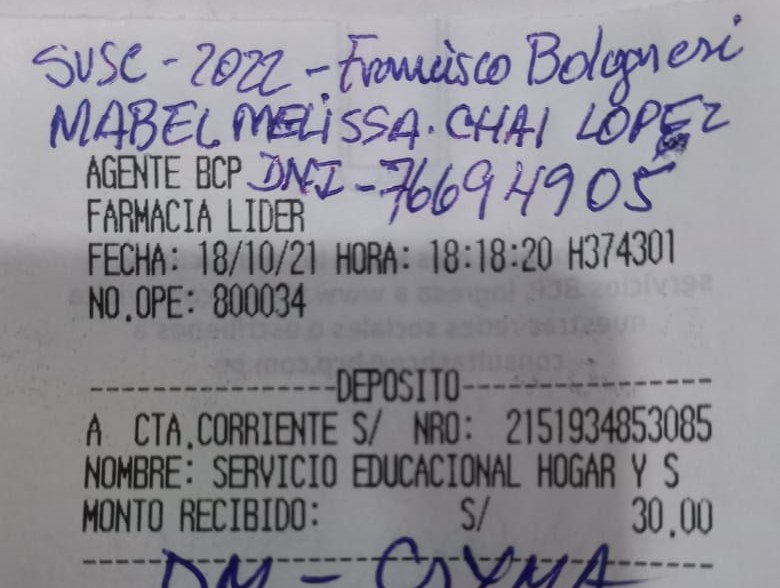 SUSC - 2022 - Francisco Bolognesi
MABEL MELISSA. CHAI LOPEZ
AGENTE BCP DNI - 76694905
FARMACIA LIDER
FECHA: 18/10/21 HORA: 18:18:20 H374301
NO.OPE: 800034
----------------DEPOSITO----------------
A CTA.CORRIENTE S/ NRO: 2151934853085
NOMBRE: SERVICIO EDUCACIONAL HOGAR Y S
MONTO RECIBIDO: S/ 30.00
DM -